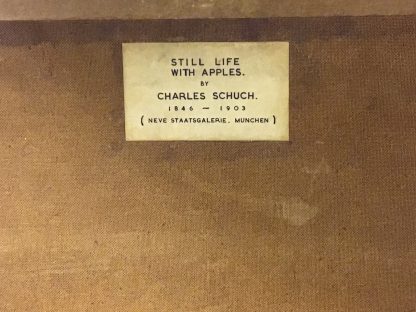 STILL LIFE
WITH APPLES.
BY
CHARLES SCHUCH.
1846 — 1903
( NEVE STAATSGALERIE, MUNCHEN )